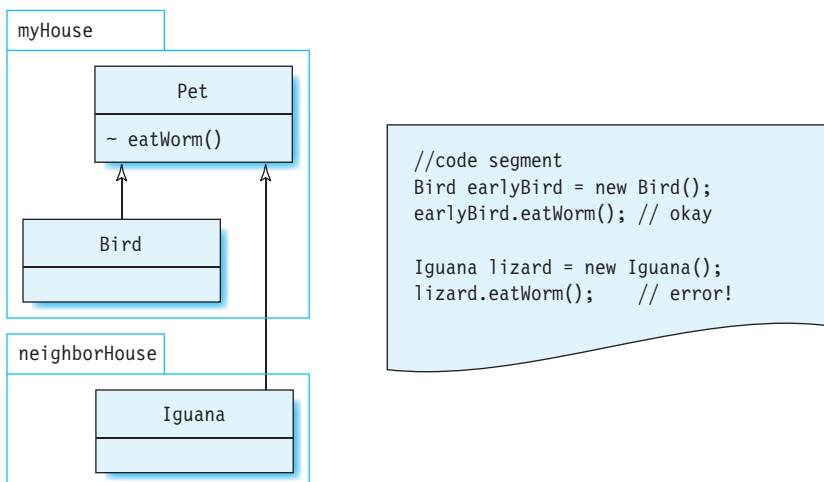 myHouse
Pet
~ eatWorm()
Bird
neighborHouse
Iguana
//code segment
Bird earlyBird = new Bird();
earlyBird.eatWorm(); // okay
Iguana lizard = new Iguana();
lizard.eatWorm();    // error!